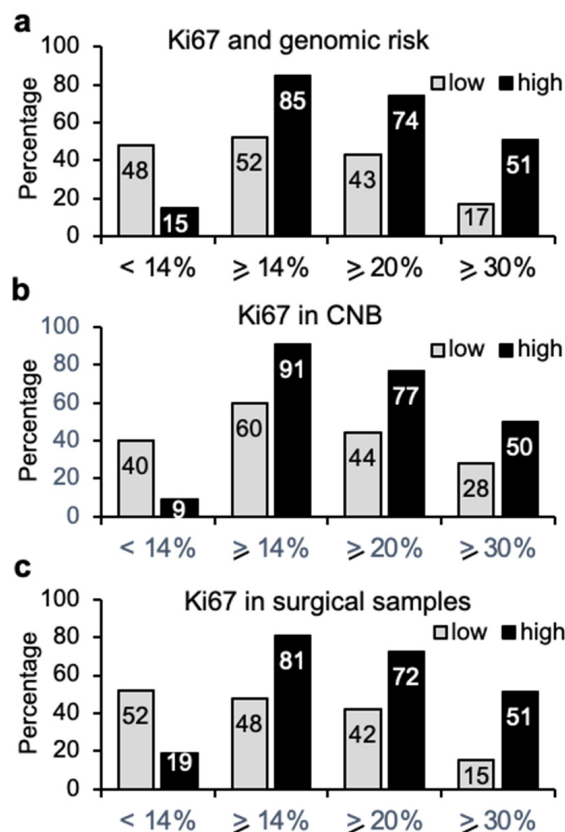 a
Ki67 and genomic risk
low high
Percentage
100
80
60
40
20
0
48 15 52 85 43 74 17 51
< 14% ⩾ 14% ⩾ 20% ⩾ 30%
b
Ki67 in CNB
low high
Percentage
100
80
60
40
20
0
40 9 60 91 44 77 28 50
< 14% ⩾ 14% ⩾ 20% ⩾ 30%
c
Ki67 in surgical samples
low high
Percentage
100
80
60
40
20
0
52 19 48 81 42 72 15 51
< 14% ⩾ 14% ⩾ 20% ⩾ 30%